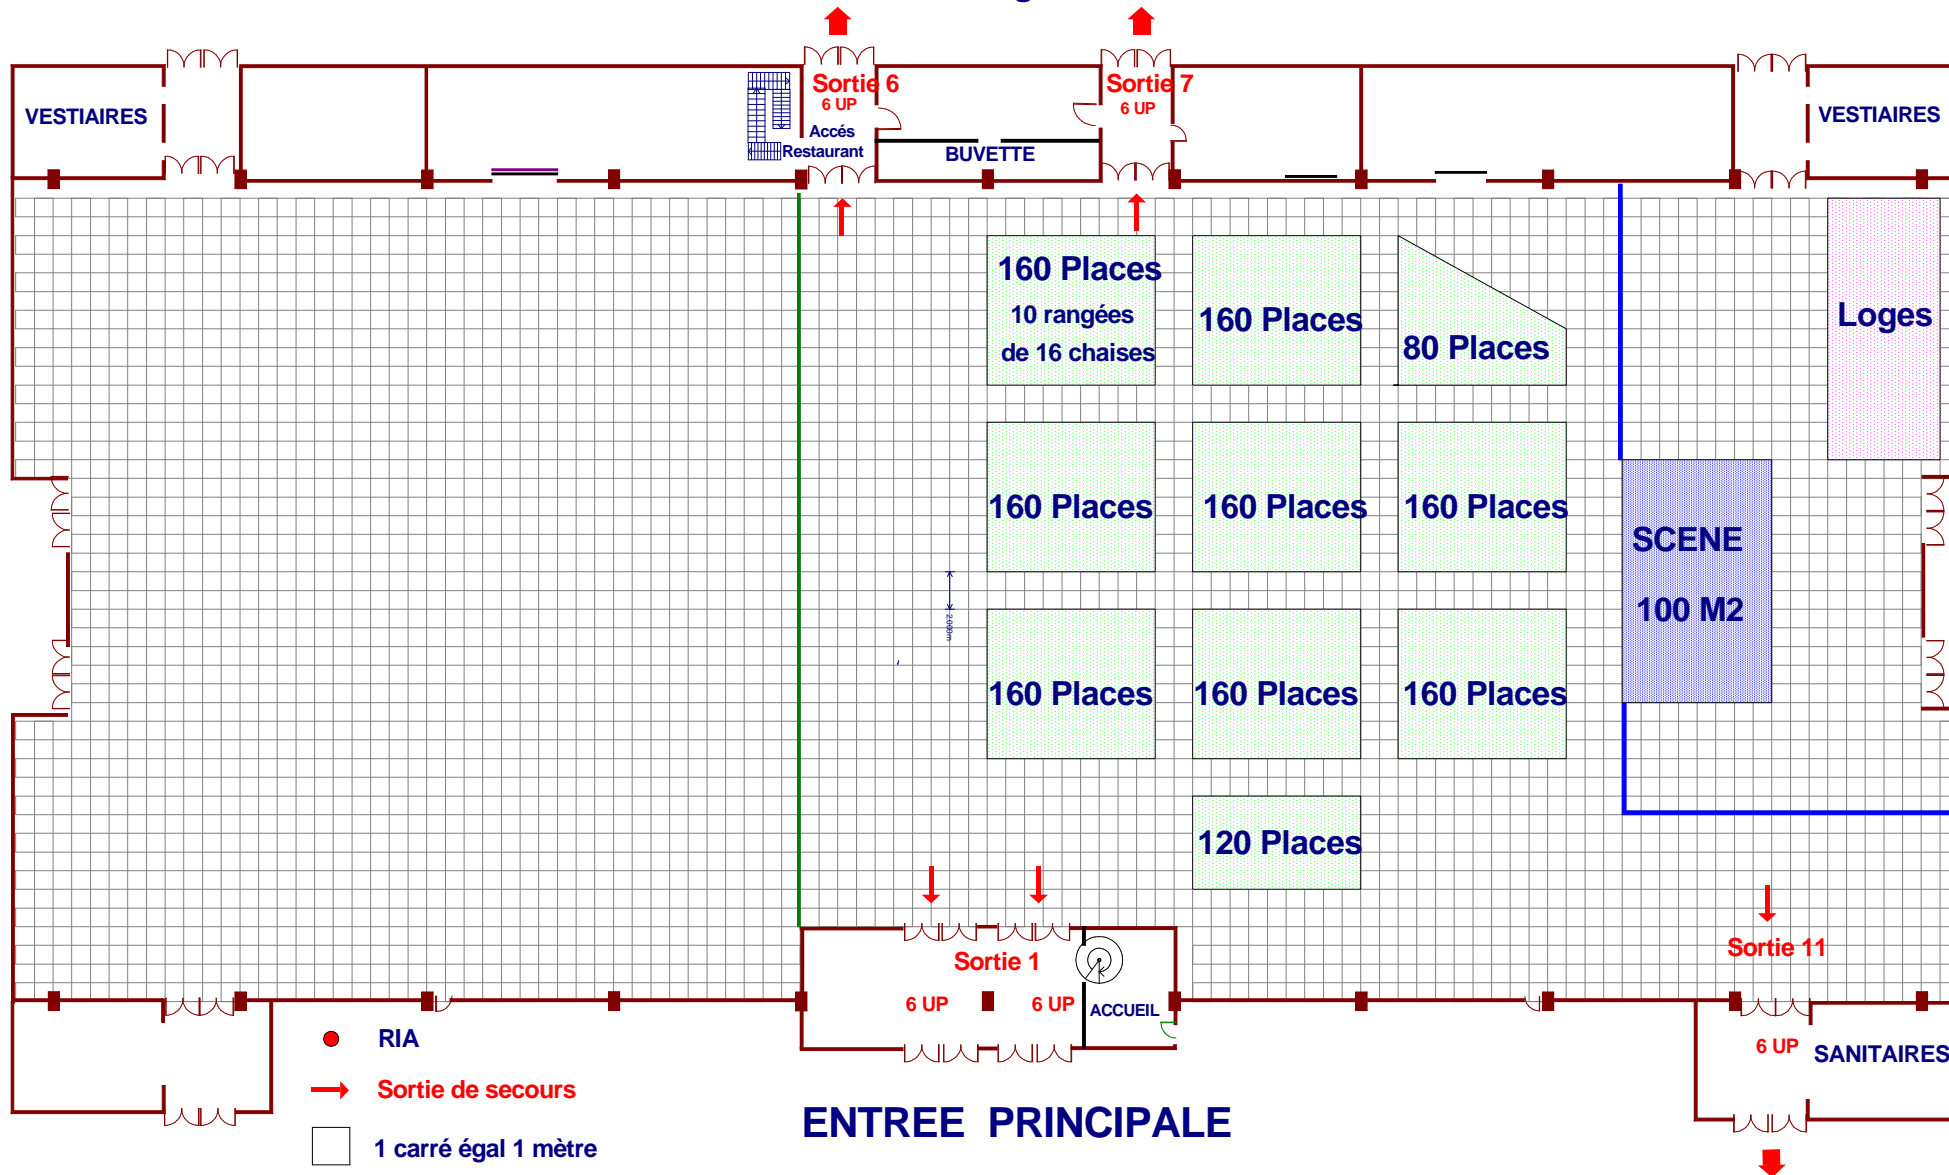 g
VESTIAIRES
Sortie 6
6 UP
Accés
Restaurant
BUVETTE
Sortie 7
6 UP
VESTIAIRES
160 Places
10 rangées
de 16 chaises
160 Places
80 Places
Loges
160 Places
160 Places
160 Places
SCENE
100 M2
2.000m
160 Places
160 Places
160 Places
120 Places
Sortie 1
6 UP
6 UP
ACCUEIL
Sortie 11
6 UP
SANITAIRES
RIA
Sortie de secours
1 carré égal 1 mètre
ENTREE PRINCIPALE